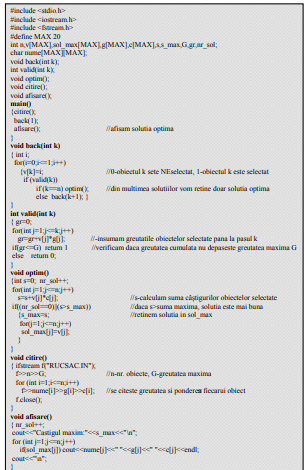 #include <stdio.h>
#include <iostream.h>
#include <fstream.h>
#define MAX 20
int n,v[MAX],sol_max[MAX],g[MAX],c[MAX],s,s_max,G,gr,nr_sol;
char nume[MAX][MAX];
void back(int k);
int valid(int k);
void optim();
void citire();
void afisare();
main()
{citire();
back(1);
afisare(); //afisam solutia optima
}
void back(int k)
{ int i;
for(i=0;i<=1;i++)
{v[k]=i; //0-obiectul k sete NEselectat, 1-obiectul k este selectat
if (valid(k))
if (k==n) optim(); //din multimea solutiilor vom retine doar solutia optima
else back(k+1); }
}
int valid(int k)
{ gr=0;
for(int j=1;j<=k;j++)
gr=gr+v[j]*g[j]; //-insumam greutatile obiectelor selectate pana la pasul k
if(gr<=G) return 1 //verificam daca greutatea cumulata nu depaseste greutatea maxima G
else return 0;
}
void optim()
{int s=0; nr_sol++;
for(int j=1;j<=n;j++)
s=s+v[j]*c[j]; //s-calculam suma câştigurilor obiectelor selectate
if((nr_sol==0)||(s>s_max)) //daca s>suma maxima, solutia este mai buna
{s_max=s; //retinem solutia in sol_max
for(j=1;j<=n;j++)
sol_max[j]=v[j];
}
}
void citire()
{ ifstream f("RUCSAC.IN");
f>>n>>G; //n-nr. obiecte, G-greutatea maxima
for (int i=1;i<=n;i++)
f>>nume[i]>>g[i]>>c[i]; //se citeste greutatea si ponderea fiecarui obiect
f.close();
}
void afisare()
{ nr_sol++;
cout<<"Castigul maxim:"<<s_max<<"\n";
for (int j=1;j<=n;j++)
if(sol_max[j]) cout<<nume[j]<<" "<<g[j]<<" "<<c[j]<<endl;
cout<<"\n";
}